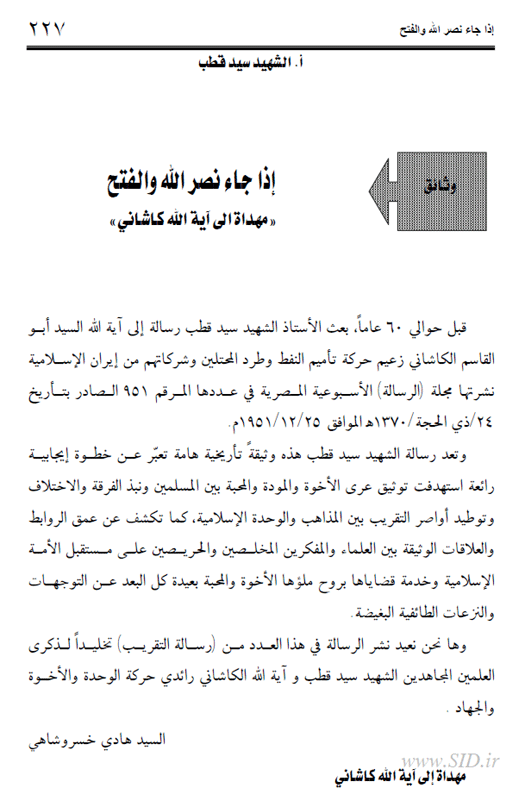 إذا جاء نصر الله والفتح ٢٢٧
أ. الشهيد سيد قطب
وثائق
إذا جاء نصر الله والفتح
«مهداة الى آية الله كاشاني»
قبل حوالي ٦٠ عاماً، بعث الأستاذ الشهيد سيد قطب رسالة إلى آية الله السيد أبو
القاسم الكاشاني زعيم حركة تأميم النفط وطرد المحتلين وشركاتهم من إيران الإسلامية
نشرتها مجلة (الرسالة) الأسبوعية المصرية في عددها المرقم ٩٥١ الصادر بتأريخ
٢٤/ذي الحجة/١٣٧٠ﻫ الموافق ١٩٥١/١٢/٢٥م.
وتعد رسالة الشهيد سيد قطب هذه وثيقةً تأريخية هامة تعبّر عن خطوة إيجابية
رائعة استهدفت توثيق عرى الأخوة والمودة والمحبة بين المسلمين ونبذ الفرقة والاختلاف
وتوطيد أواصر التقريب بين المذاهب والوحدة الإسلامية، كما تكشف عن عمق الروابط
والعلاقات الوثيقة بين العلماء والمفكرين المخلصين والحريصين على مستقبل الأمة
الإسلامية وخدمة قضاياها بروح ملؤها الأخوة والمحبة بعيدة كل البعد عن التوجهات
والنزعات الطائفية البغيضة.
وها نحن نعيد نشر الرسالة في هذا العدد من (رسالة التقريب) تخليداً لذكرى
العلمين المجاهدين الشهيد سيد قطب و آية الله الكاشاني رائدي حركة الوحدة والأخوة
والجهاد .
السيد هادي خسروشاهي
www.SID.ir
مهداة إلى آية الله كاشاني